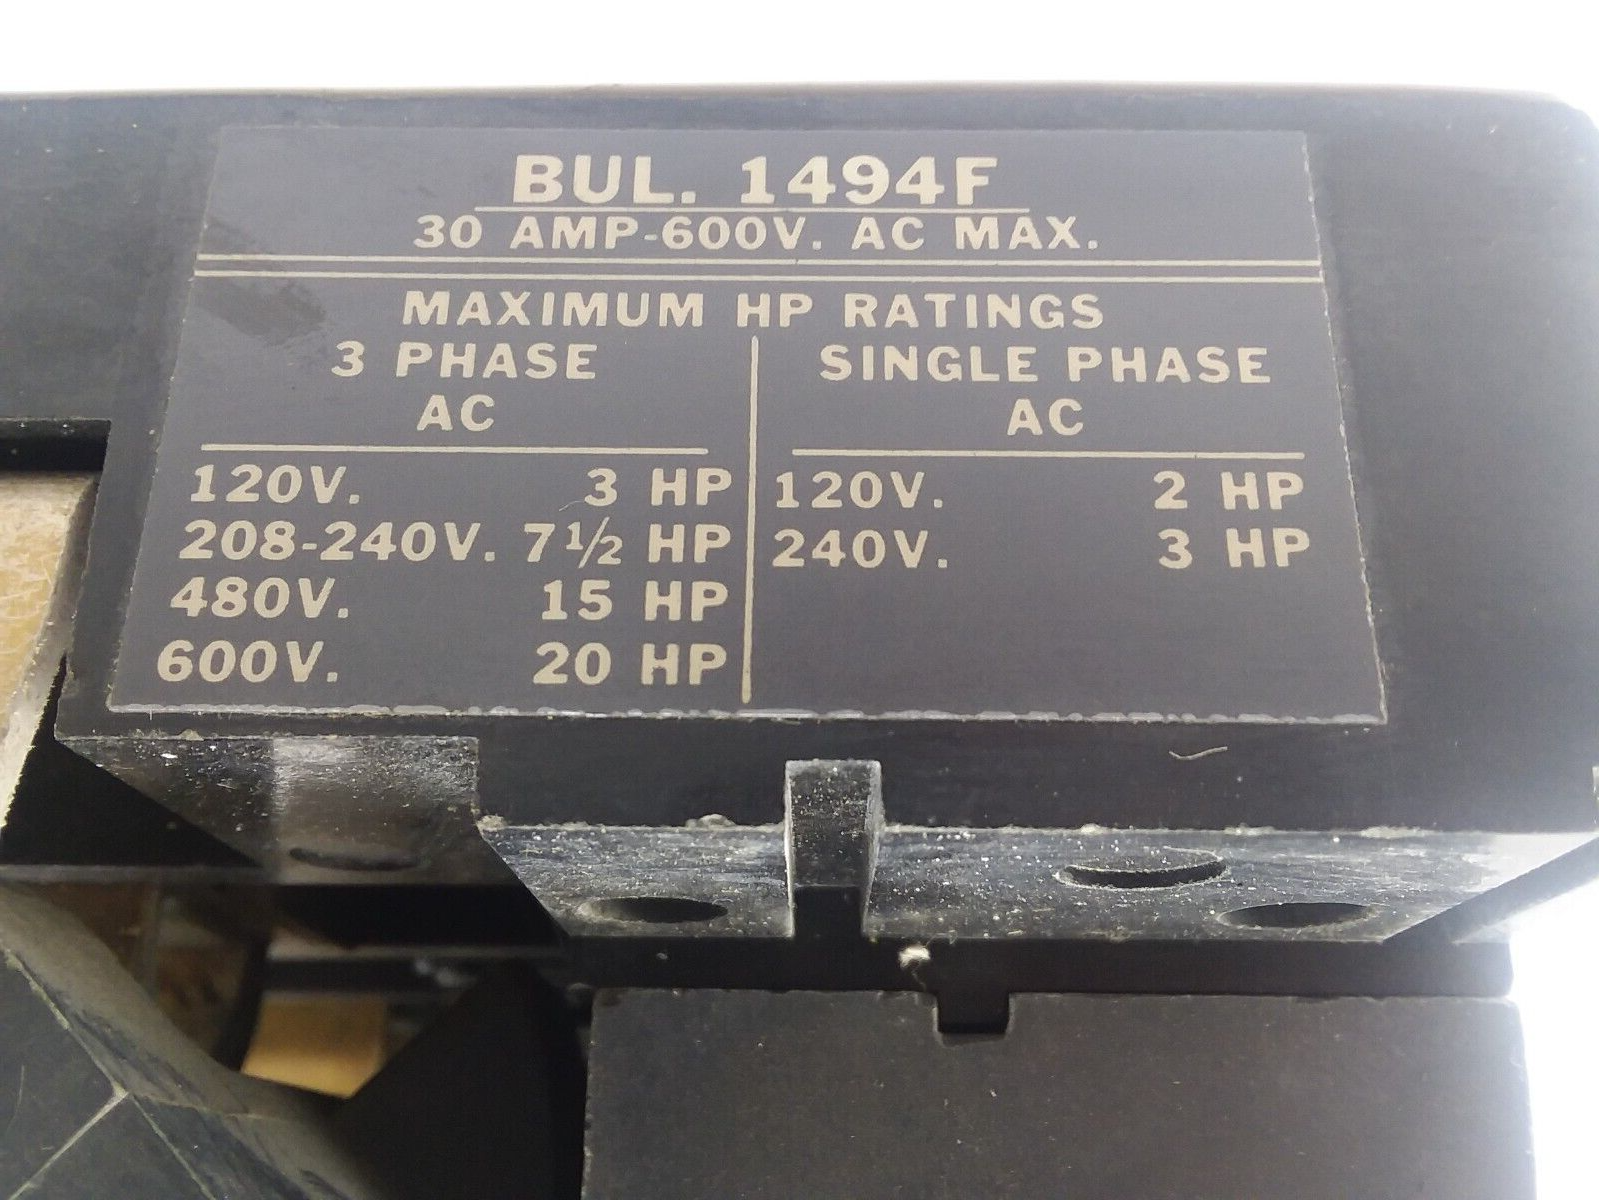 BUL. 1494F
30 AMP-600V. AC MAX.
MAXIMUM HP RATINGS
3 PHASE
AC
120V. 3 HP
208-240V. 7½ HP
480V. 15 HP
600V. 20 HP
SINGLE PHASE
AC
120V. 2 HP
240V. 3 HP